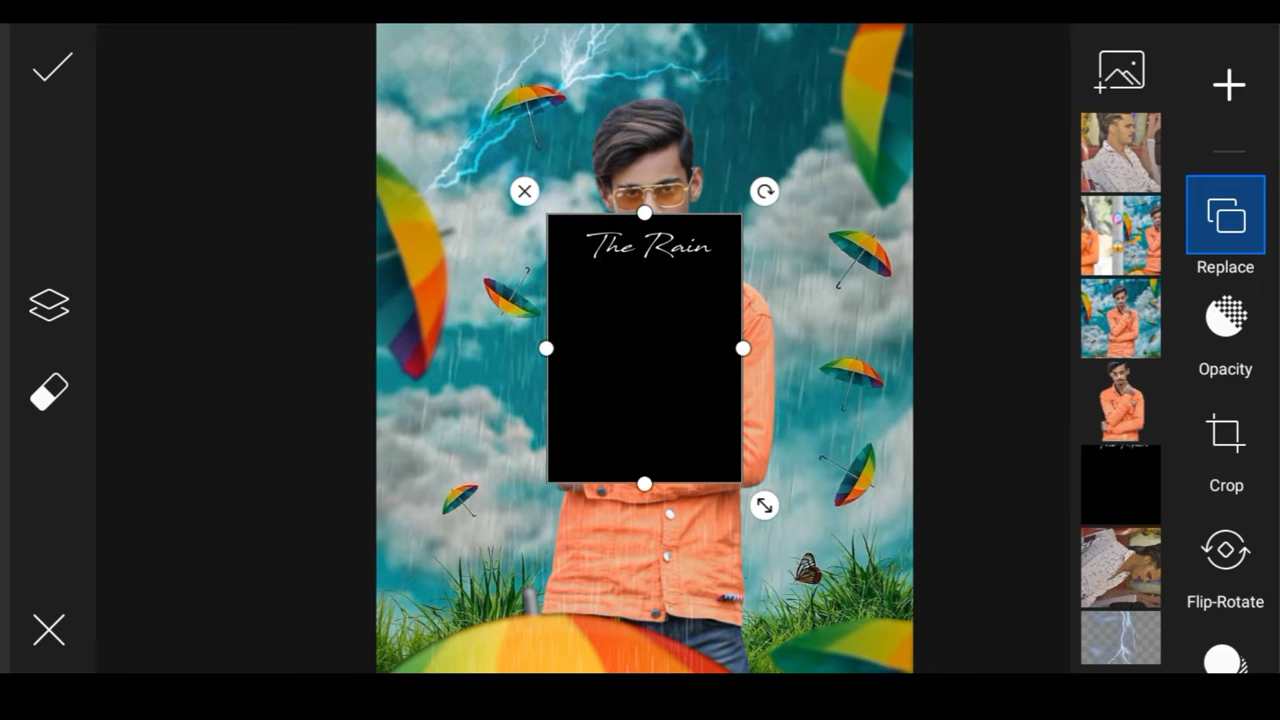 The Rain
Replace
Opacity
Crop
Flip-Rotate